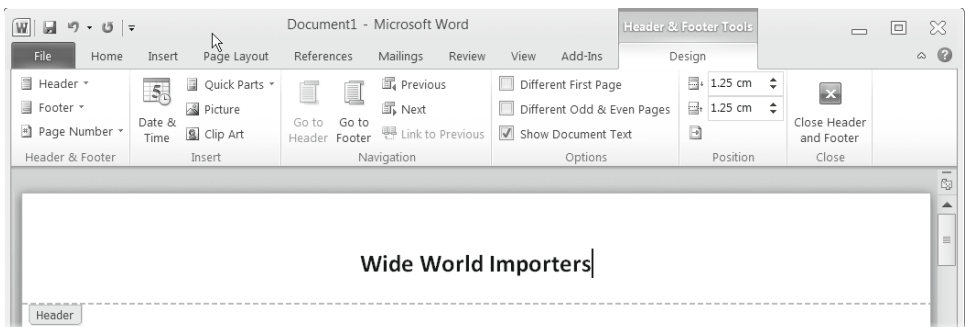 Document1 - Microsoft Word
Header & Footer Tools
File Home Insert Page Layout References Mailings Review View Add-Ins Design
Header
Footer
Page Number
Header & Footer
5
Date &
Time
Quick Parts
Picture
Clip Art
Insert
Go to
Header
Go to
Footer
Previous
Next
Link to Previous
Navigation
Different First Page
Different Odd & Even Pages
Show Document Text
Options
1.25 cm
1.25 cm
Position
Close Header
and Footer
Close
Wide World Importers
Header